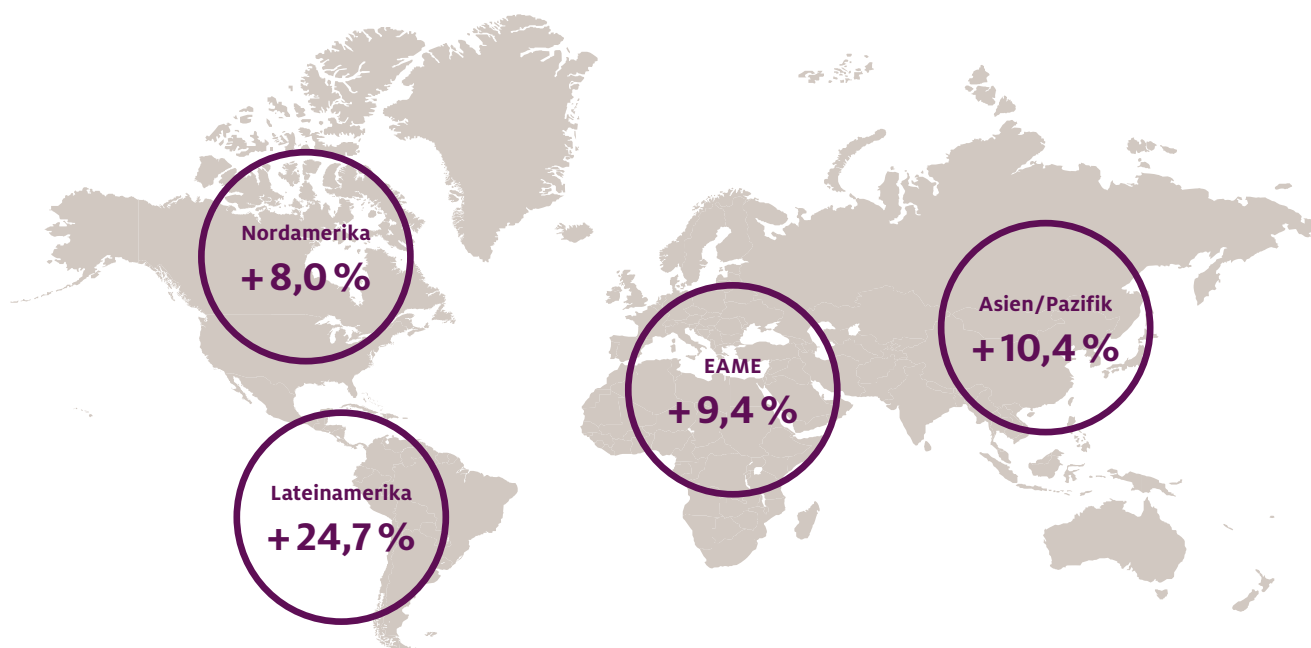 Nordamerika
+ 8,0 %
Asien/Pazifik
+ 10,4 %
EAME
+ 9,4 %
Lateinamerika
+ 24,7 %